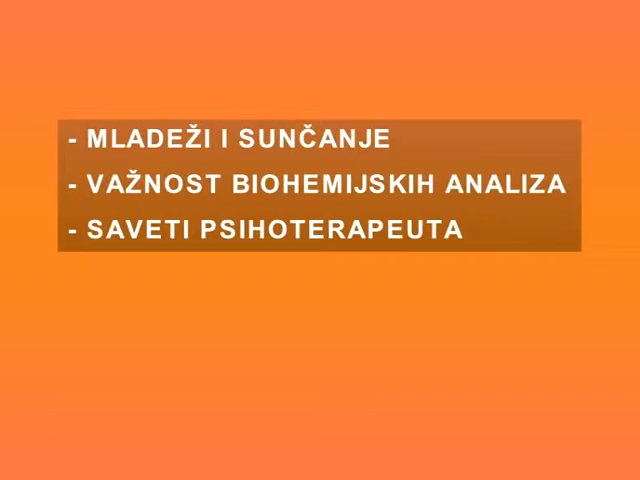 - MLADEŽI I SUNČANJE
- VAŽNOST BIOHEMIJSKIH ANALIZA
- SAVETI PSIHOTERAPEUTA